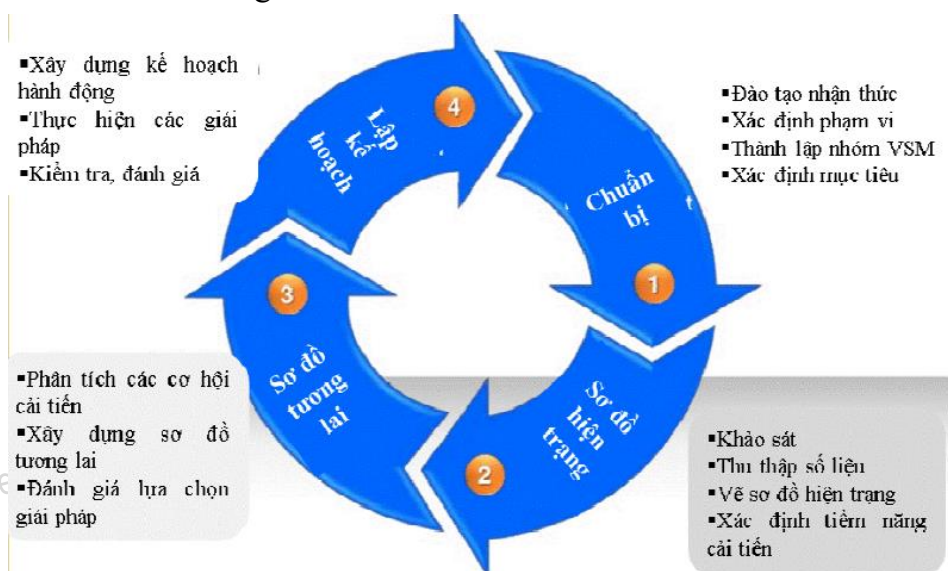 ▪Đào tạo nhận thức
▪Xác định phạm vi
▪Thành lập nhóm VSM
▪Xác định mục tiêu
Chuẩn
bị
1
Sơ đồ
hiện
trạng
2
▪Khảo sát
▪Thu thập số liệu
▪Vẽ sơ đồ hiện trạng
▪Xác định tiềm năng
cải tiến
Sơ đồ
tương
lai
3
▪Phân tích các cơ hội
cải tiến
▪Xây dựng sơ đồ
tương lai
▪Đánh giá lựa chọn
giải pháp
Lập
kế
hoạch
4
▪Xây dựng kế hoạch
hành động
▪Thực hiện các giải
pháp
▪Kiểm tra, đánh giá